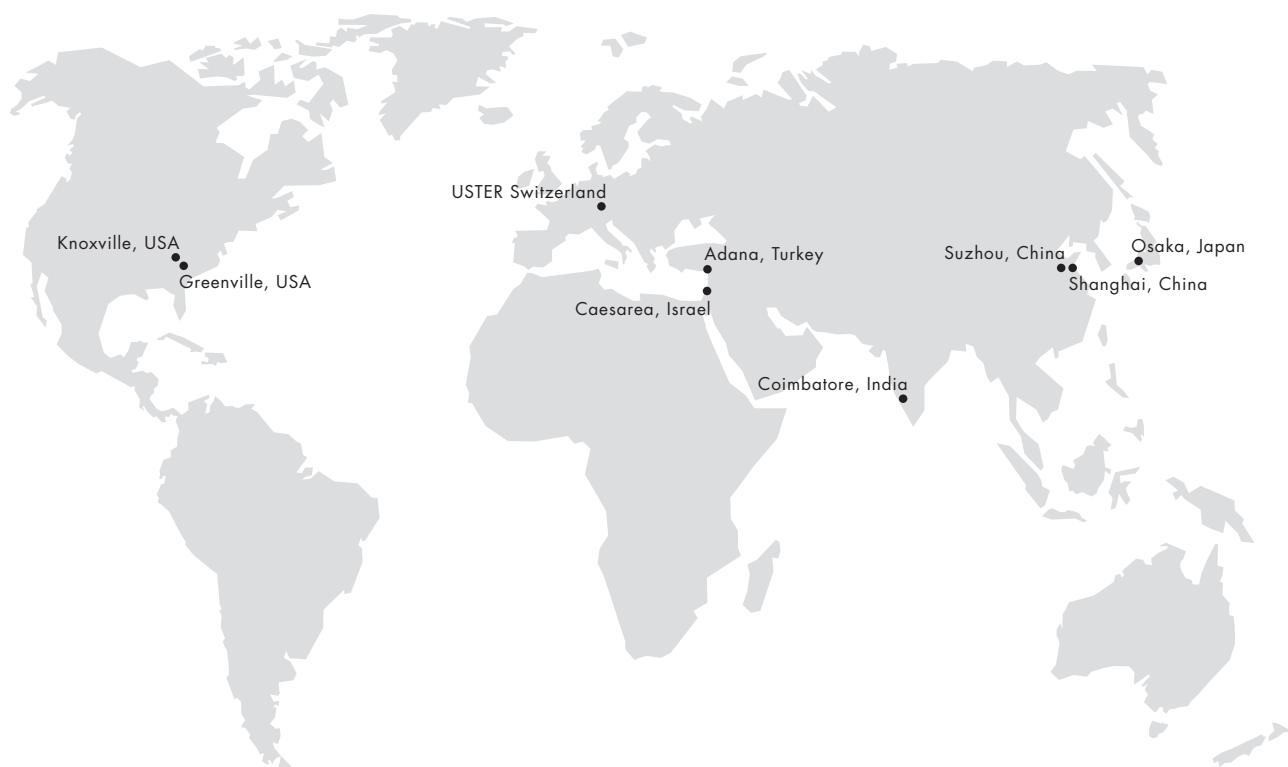 USTER Switzerland
Knoxville, USA
Greenville, USA
Adana, Turkey
Caesarea, Israel
Suzhou, China
Osaka, Japan
Shanghai, China
Coimbatore, India